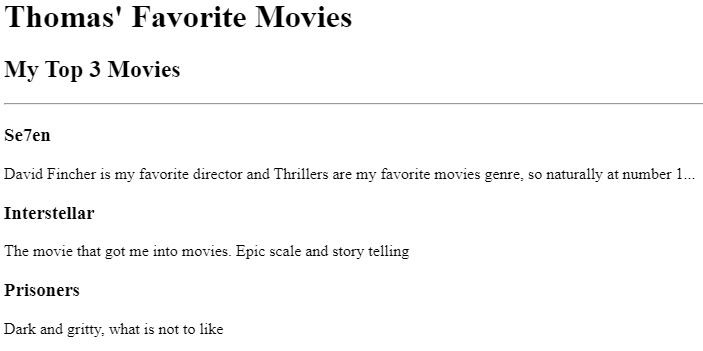 Thomas' Favorite Movies
My Top 3 Movies
Se7en
David Fincher is my favorite director and Thrillers are my favorite movies genre, so naturally at number 1...
Interstellar
The movie that got me into movies. Epic scale and story telling
Prisoners
Dark and gritty, what is not to like